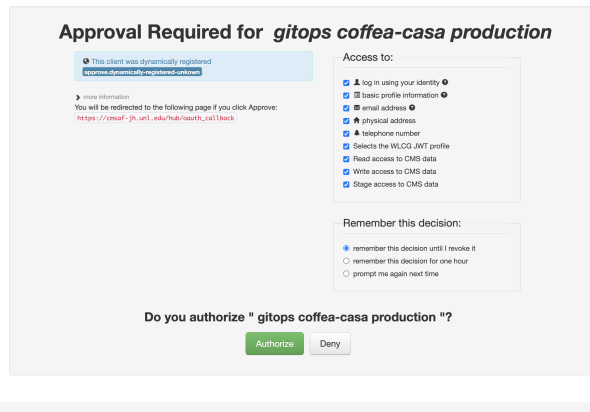 Approval Required for gitops coffea-casa production
This client was dynamically registered
approve.dynamically-registered-unkown.
more information
You will be redirected to the following page if you click Approve:
https://cmsaf-jh.unl.edu/hub/oauth_callback
Access to:
log in using your identity
basic profile information
email address
physical address
telephone number
Selects the WLCG JWT profile
Read access to CMS data
Write access to CMS data
Stage access to CMS data
Remember this decision:
remember this decision until I revoke it
remember this decision for one hour
prompt me again next time
Do you authorize " gitops coffea-casa production "?
Authorize
Deny